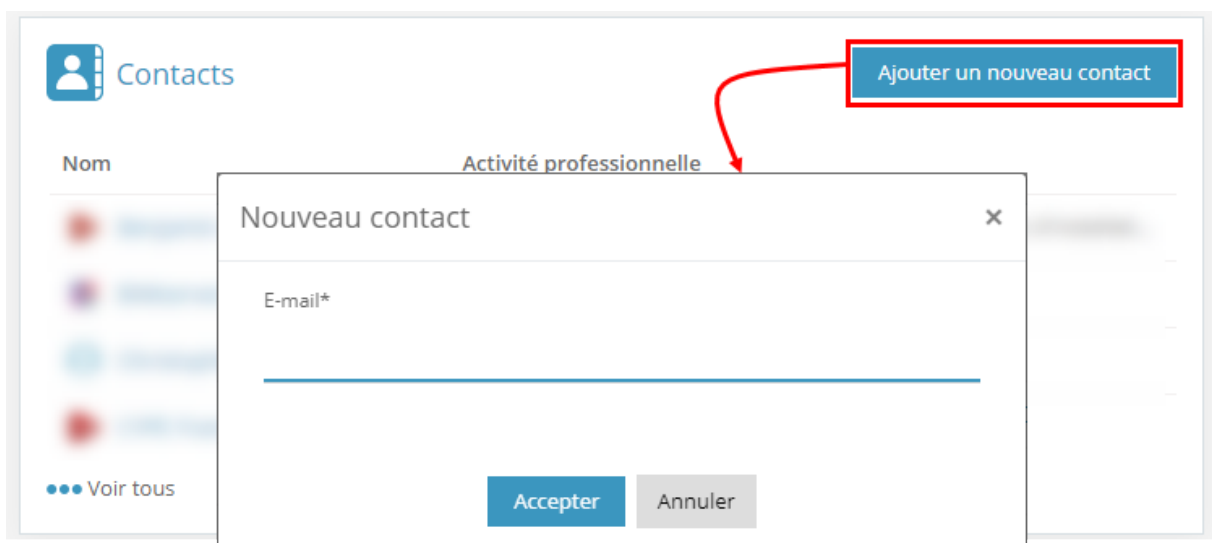 Contacts
Ajouter un nouveau contact
Nom
Activité professionnelle
Nouveau contact
×
E-mail*
Voir tous
Accepter
Annuler